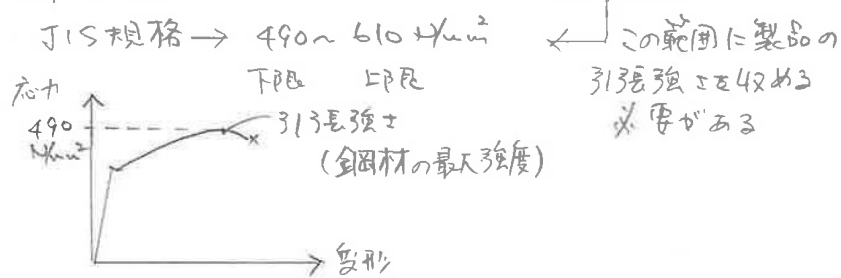 JIS規格→ 490～610 N/mm² ← この範囲に製品の
下限 上限 引張強さを収める
応力 必要がある
490 引張強さ
N/mm² (鋼材の最大強度)
変形